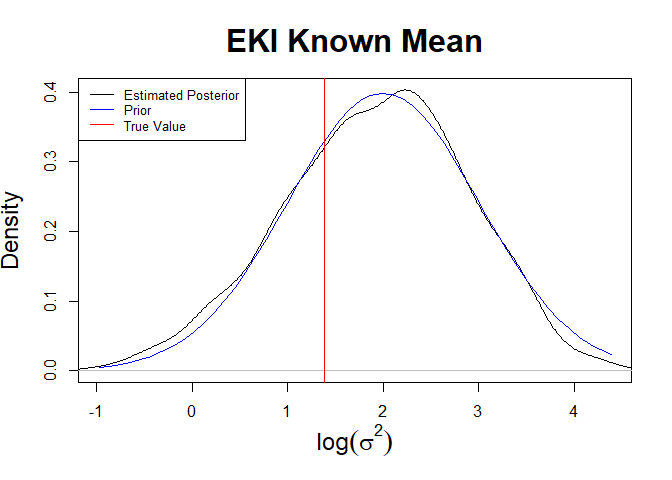 EKI Known Mean
Estimated Posterior
Prior
True Value
Density
0.4
0.3
0.2
0.1
0.0
-1 0 1 2 3 4
log(σ²)